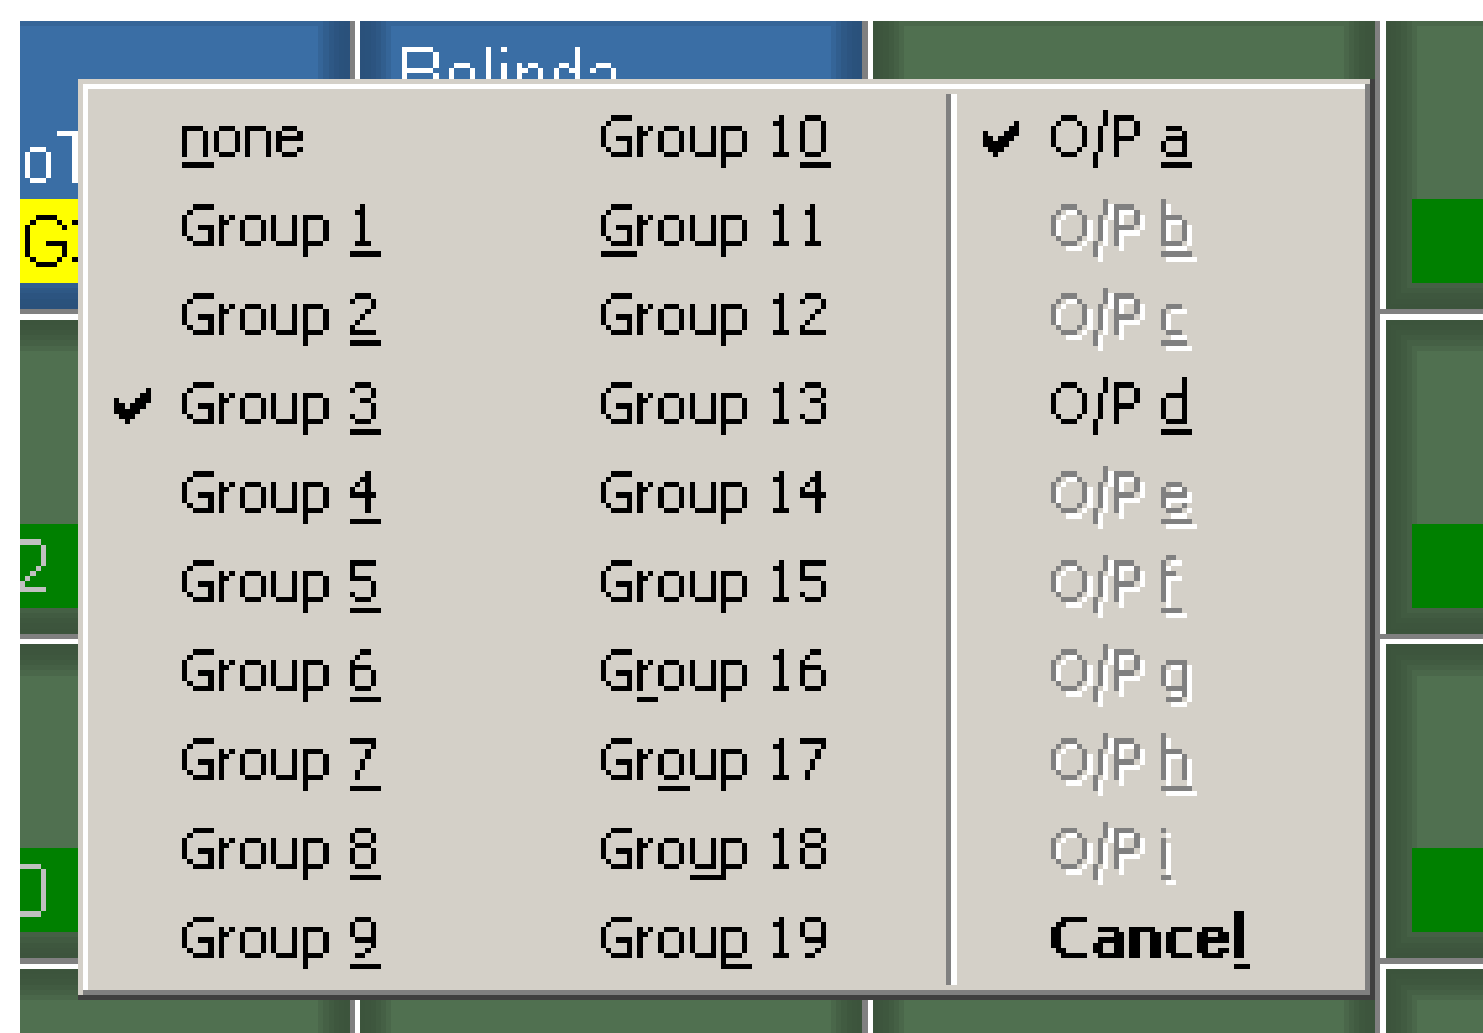 Belinda
none
Group 1
Group 2
Group 3
Group 4
Group 5
Group 6
Group 7
Group 8
Group 9
Group 10
Group 11
Group 12
Group 13
Group 14
Group 15
Group 16
Group 17
Group 18
Group 19
O/P a
O/P b
O/P c
O/P d
O/P e
O/P f
O/P g
O/P h
O/P i
Cancel
2